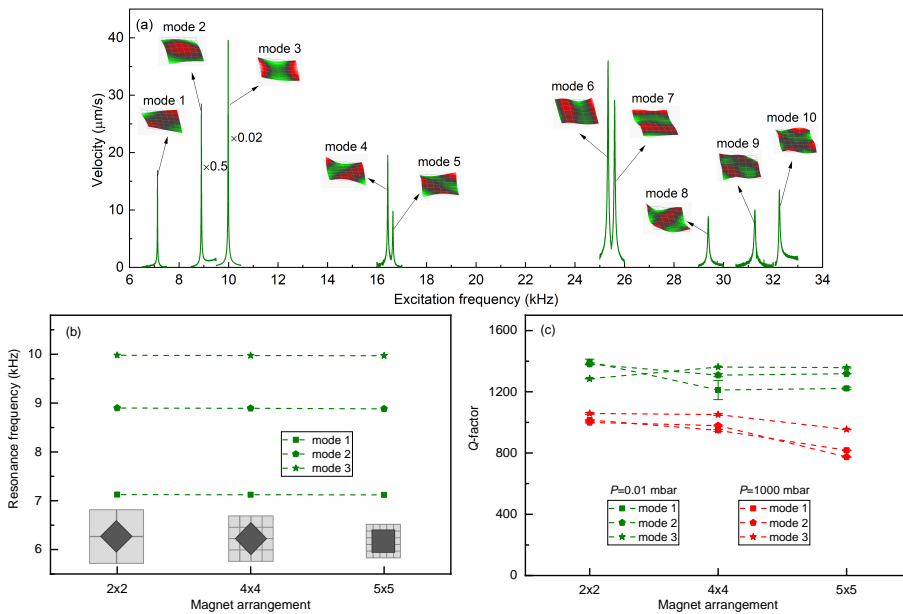 (a)
mode 1
mode 2
mode 3
mode 4
mode 5
mode 6
mode 7
mode 8
mode 9
mode 10
×0.5
×0.02
40
30
20
10
0
Velocity (μm/s)
6 8 10 12 14 16 18 20 22 24 26 28 30 32 34
Excitation frequency (kHz)
(b)
10
9
8
7
6
Resonance frequency (kHz)
mode 1
mode 2
mode 3
2x2 4x4 5x5
Magnet arrangement
(c)
1600
1400
1200
800
400
0
Q-factor
P=0.01 mbar
mode 1
mode 2
mode 3
P=1000 mbar
mode 1
mode 2
mode 3
2x2 4x4 5x5
Magnet arrangement